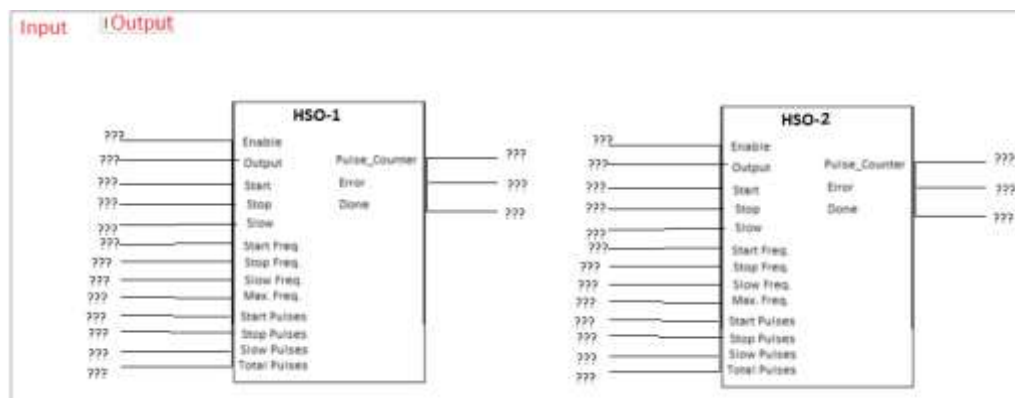 Input Output
HSO-1
??? Enable
??? Output Pulse_Counter ???
??? Start Error ???
??? Stop Done ???
??? Slow
??? Start Freq.
??? Stop Freq.
??? Slow Freq.
??? Max. Freq.
??? Start Pulses
??? Stop Pulses
??? Slow Pulses
??? Total Pulses
HSO-2
??? Enable
??? Output Pulse_Counter ???
??? Start Error ???
??? Stop Done ???
??? Slow
??? Start Freq.
??? Stop Freq.
??? Slow Freq.
??? Max. Freq.
??? Start Pulses
??? Stop Pulses
??? Slow Pulses
??? Total Pulses